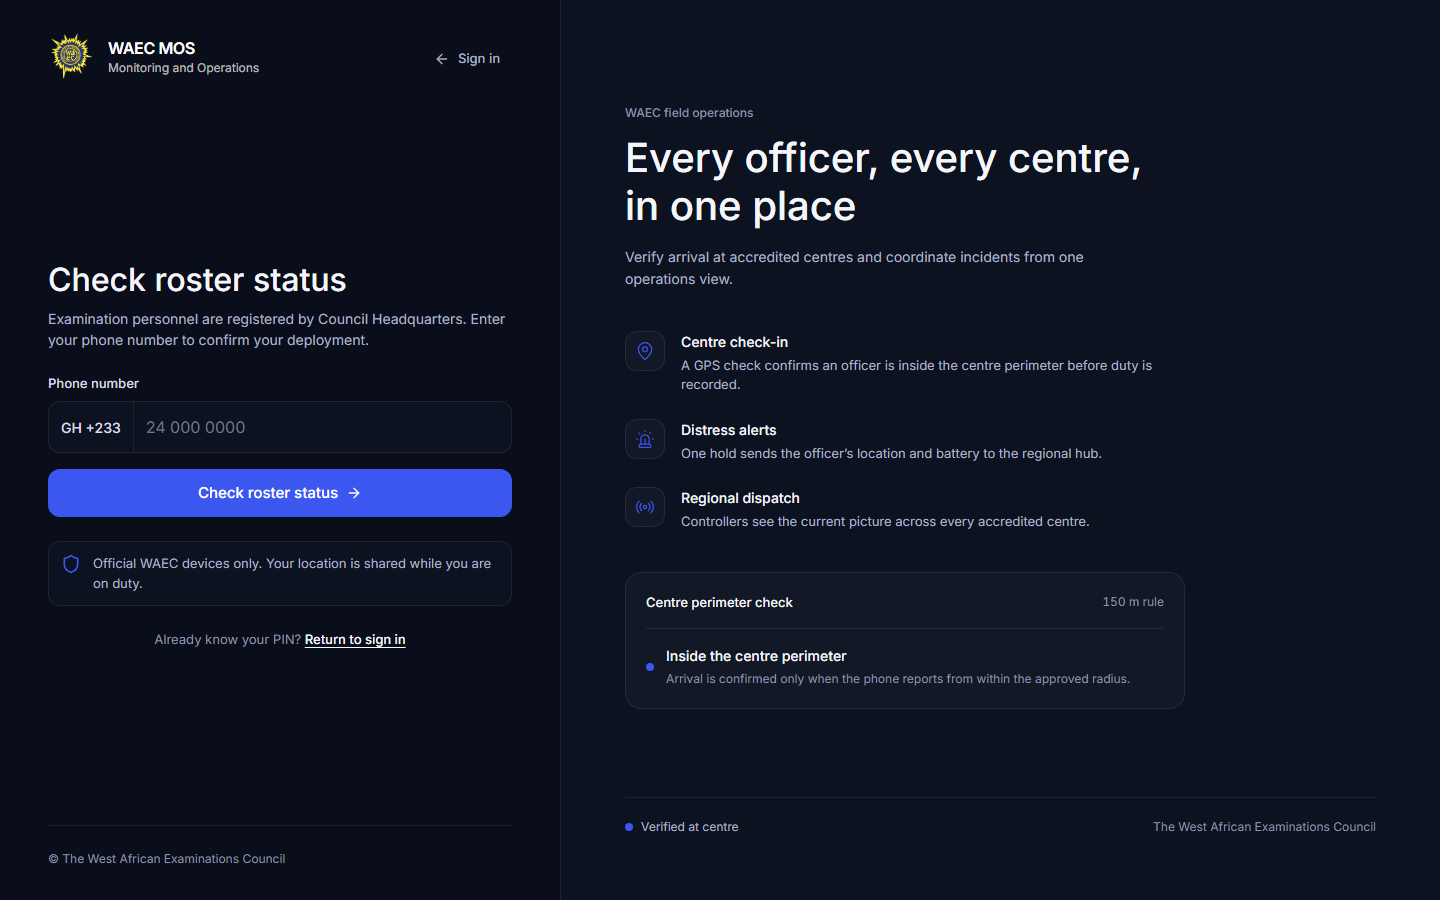 WAEC MOS
Monitoring and Operations
Sign in
Check roster status
Examination personnel are registered by Council Headquarters. Enter
your phone number to confirm your deployment.
Phone number
GH +233
24 000 0000
Check roster status
Official WAEC devices only. Your location is shared while you are
on duty.
Already know your PIN? Return to sign in
© The West African Examinations Council
WAEC field operations
Every officer, every centre,
in one place
Verify arrival at accredited centres and coordinate incidents from one
operations view.
Centre check-in
A GPS check confirms an officer is inside the centre perimeter before duty is
recorded.
Distress alerts
One hold sends the officer’s location and battery to the regional hub.
Regional dispatch
Controllers see the current picture across every accredited centre.
Centre perimeter check
150 m rule
Inside the centre perimeter
Arrival is confirmed only when the phone reports from within the approved radius.
Verified at centre
The West African Examinations Council